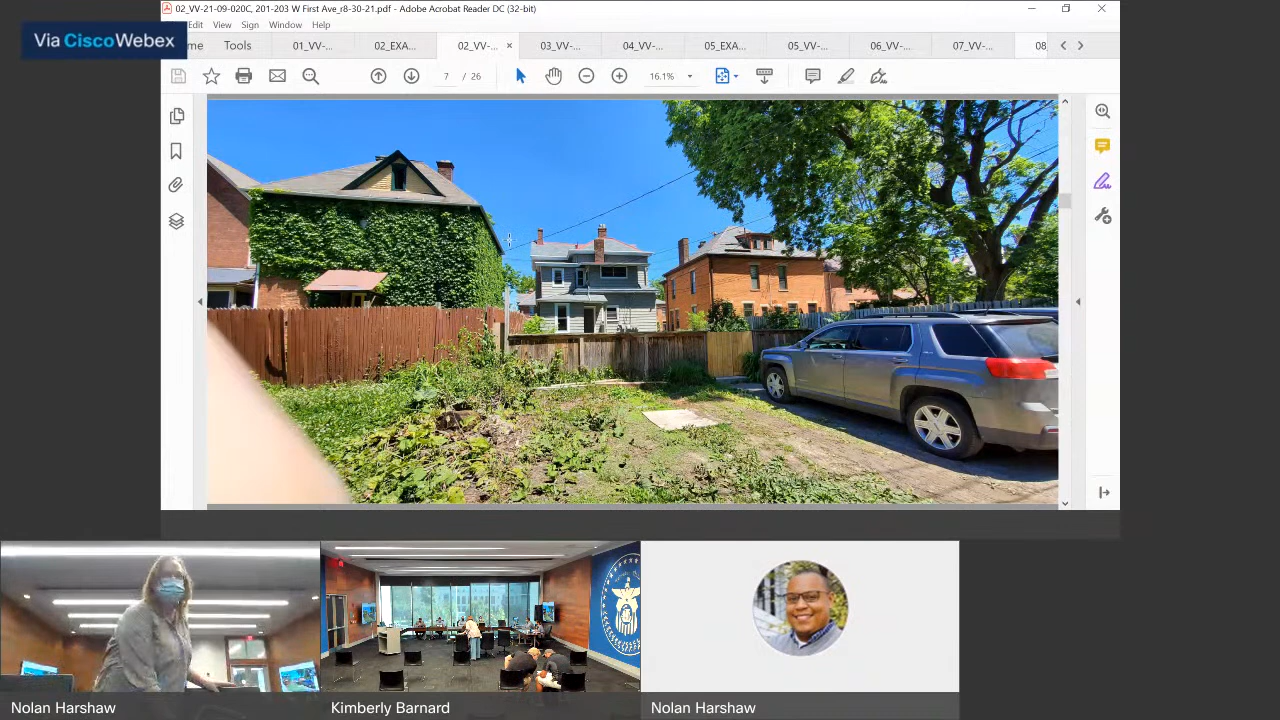 02_VV-21-09-020C, 201-203 W First Ave_r8-30-21.pdf - Adobe Acrobat Reader DC (32-bit)
Edit View Sign Window Help
Via CiscoWebex
me Tools 01_VV-... 02_EXA... 02_VV-... × 03_VV-... 04_VV-... 05_EXA... 05_VV-... 06_VV-... 07_VV-... 08
7 / 26 16.1%
Nolan Harshaw
Kimberly Barnard
Nolan Harshaw